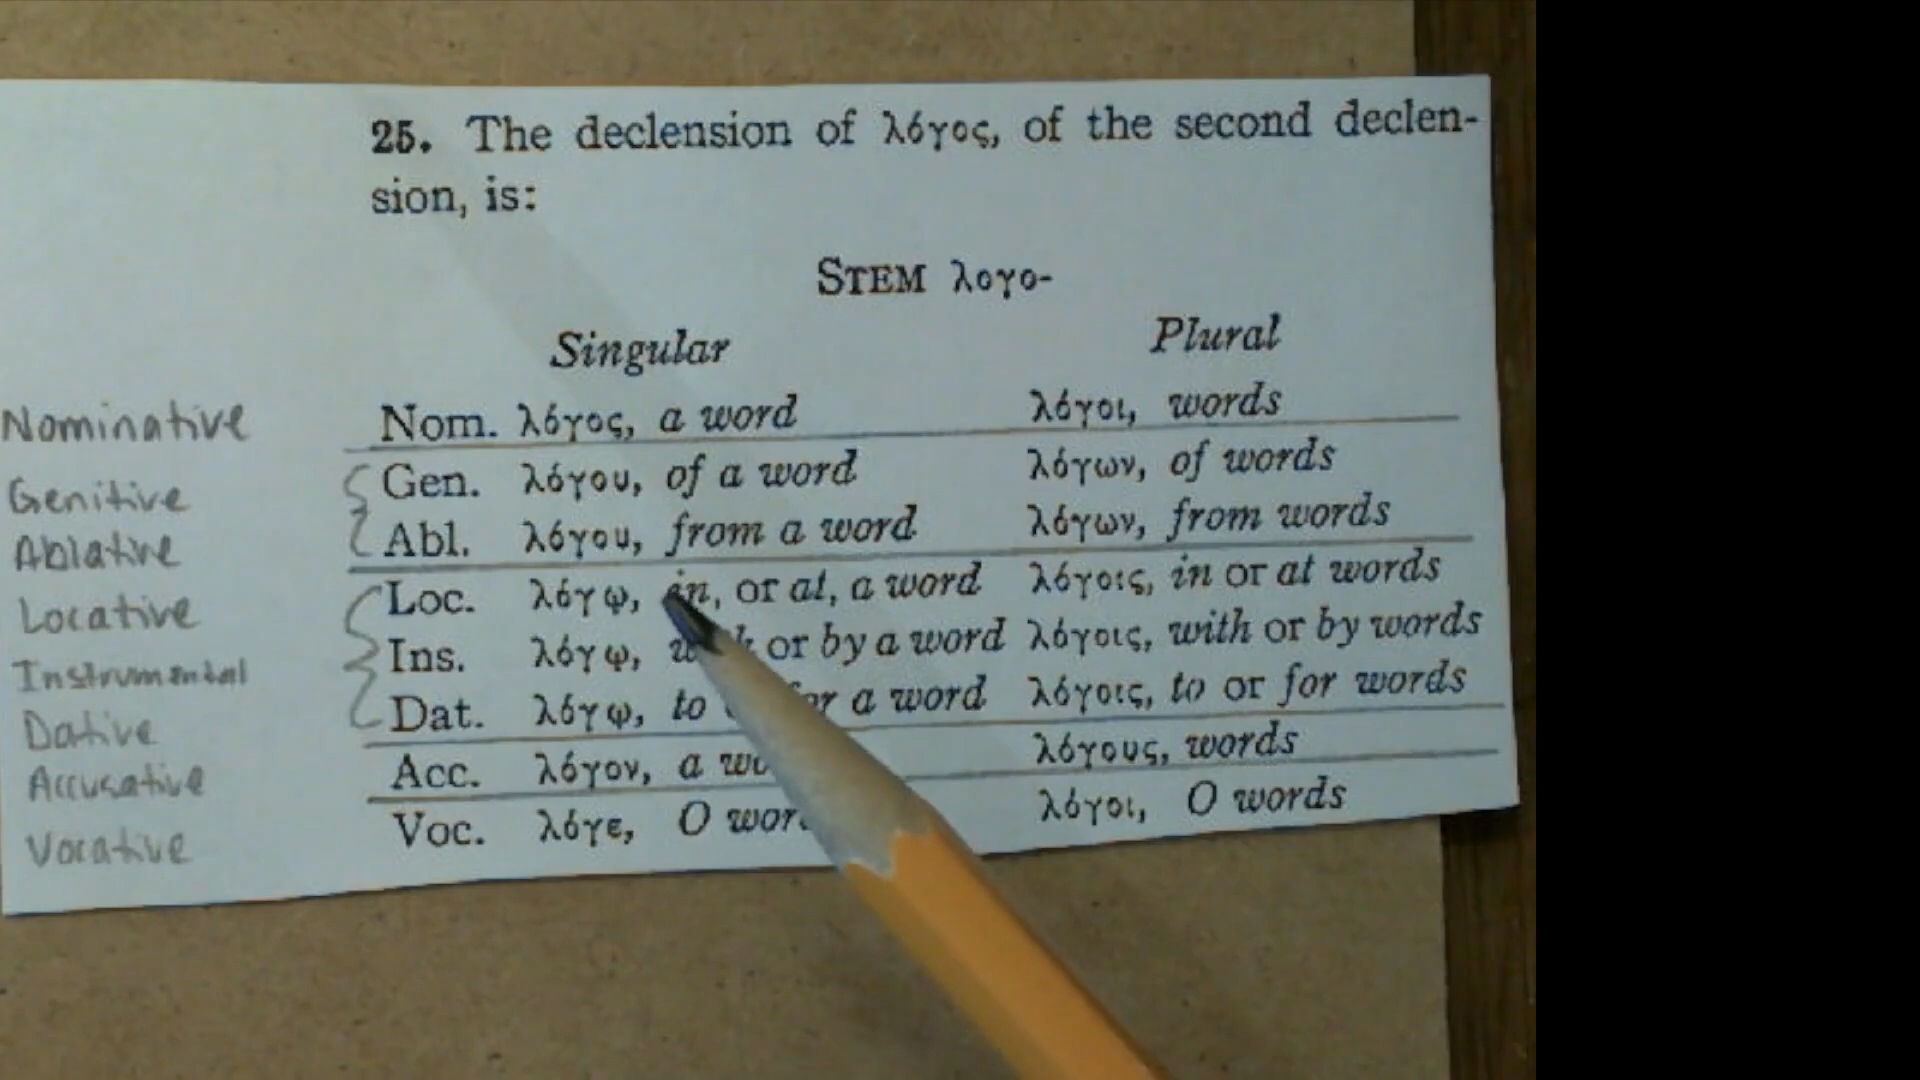 25. The declension of λόγος, of the second declen-
sion, is:
STEM λογο-
Singular Plural
Nominative Nom. λόγος, a word λόγοι, words
Genitive Gen. λόγου, of a word λόγων, of words
Ablative Abl. λόγου, from a word λόγων, from words
Locative Loc. λόγῳ, in, or at, a word λόγοις, in or at words
Instrumental Ins. λόγῳ, or by a word λόγοις, with or by words
Dative Dat. λόγῳ, to a word λόγοις, to or for words
Accusative Acc. λόγον, a λόγους, words
Vocative Voc. λόγε, O λόγοι, O words